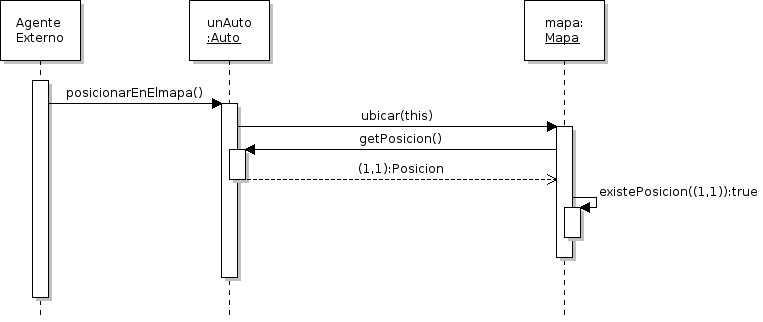 Agente
Externo
unAuto
:Auto
mapa:
Mapa
posicionarEnElmapa()
ubicar(this)
getPosicion()
(1,1):Posicion
existePosicion((1,1)):true